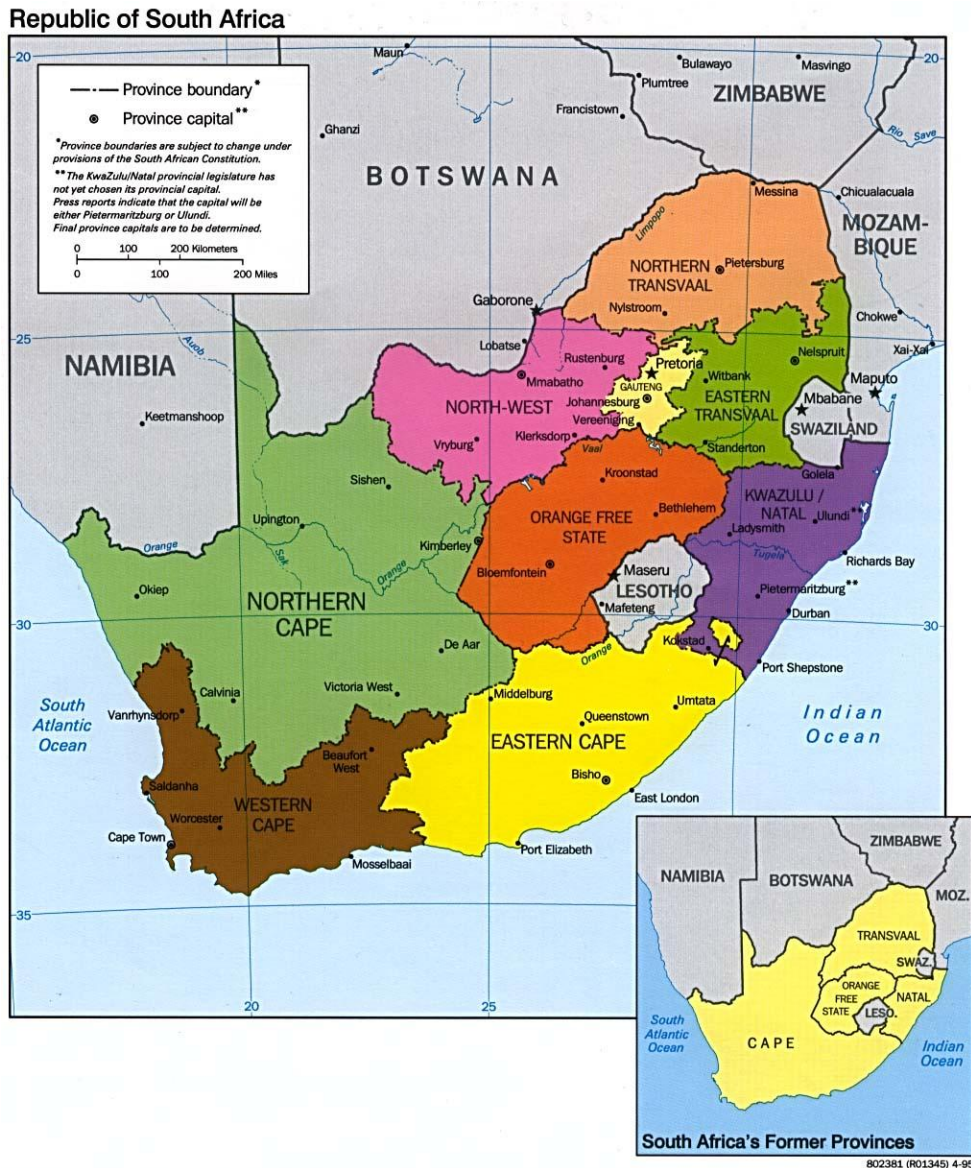 Republic of South Africa
Province boundary*
Province capital**
*Province boundaries are subject to change under
provisions of the South African Constitution.
**The KwaZulu/Natal provincial legislature has
not yet chosen its provincial capital.
Press reports indicate that the capital will be
either Pietermaritzburg or Ulundi.
Final province capitals are to be determined.
0 100 200 Kilometers
0 100 200 Miles
20
20
Maun
Bulawayo
Masvingo
Plumtree
ZIMBABWE
Francistown
Ghanzi
Rio Save
BOTSWANA
Messina
Chicualacuala
Limpopo
MOZAM-
BIQUE
NORTHERN
TRANSVAAL
Pietersburg
Gaborone
Nylstroom
Chokwe
25
25
NAMIBIA
Auob
Lobatse
Xai-Xai
Rustenburg
Pretoria
Nelspruit
Mmabatho
GAUTENG
Witbank
Maputo
NORTH-WEST
Johannesburg
EASTERN
TRANSVAAL
Mbabane
Keetmanshoop
Vereeniging
SWAZILAND
Vryburg
Klerksdorp
Vaal
Standerton
Golela
Sishen
Kroonstad
KWAZULU /
NATAL
Bethlehem
Ulundi**
Upington
ORANGE FREE
STATE
Ladysmith
Orange
Sak
Kimberley
Tugela
Orange
Bloemfontein
Maseru
Richards Bay
Okiep
LESOTHO
Pietermaritzburg**
NORTHERN
CAPE
Mafeteng
Durban
30
30
De Aar
Orange
Kokstad
Port Shepstone
Calvinia
Victoria West
Middelburg
Umtata
South
Atlantic
Ocean
Vanrhynsdorp
Queenstown
Indian
Ocean
Beaufort
West
EASTERN CAPE
Bisho
Saldanha
WESTERN
CAPE
East London
Worcester
Cape Town
Port Elizabeth
Mosselbaai
35
20
25
ZIMBABWE
NAMIBIA
BOTSWANA
MOZ.
TRANSVAAL
SWAZ.
ORANGE
FREE
STATE
NATAL
LESO.
South
Atlantic
Ocean
CAPE
Indian
Ocean
South Africa's Former Provinces
802381 (R01345) 4-95